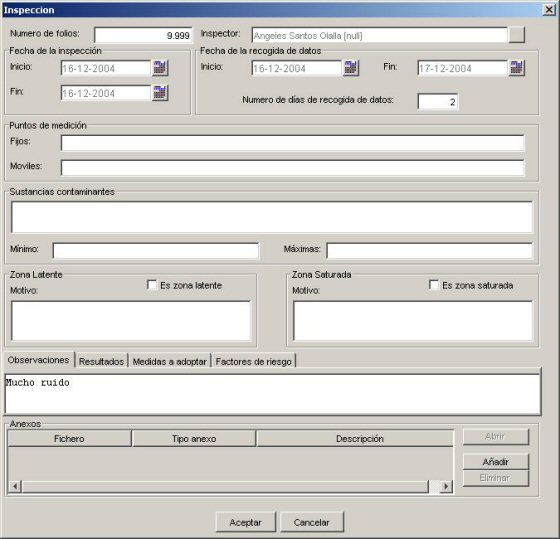 Inspeccion
Numero de folios: 9.999 Inspector: Angeles Santos Olalla [null]
Fecha de la inspección Fecha de la recogida de datos
Inicio: 16-12-2004 Inicio: 16-12-2004 Fin: 17-12-2004
Fin: 16-12-2004
Numero de días de recogida de datos: 2
Puntos de medición
Fijos:
Moviles:
Sustancias contaminantes
Mínimo: Máximas:
Zona Latente Zona Saturada
Motivo: Es zona latente Motivo: Es zona saturada
Observaciones Resultados Medidas a adoptar Factores de riesgo
Mucho ruido
Anexos
Fichero Tipo anexo Descripción Abrir
Añadir
Eliminar
Aceptar Cancelar